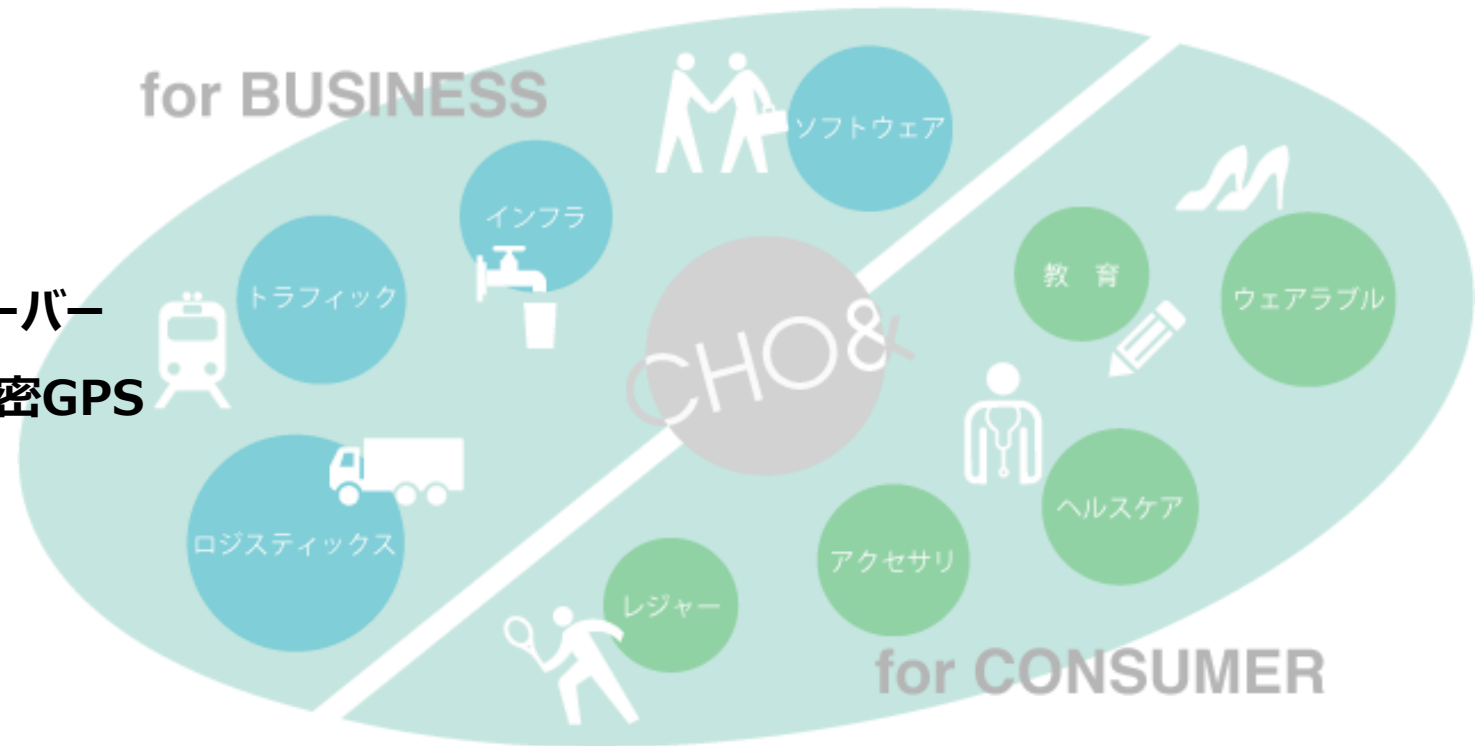 for BUSINESS
ソフトウェア
インフラ
トラフィック
ーバー
密GPS
ロジスティックス
CHO&
教　育
ウェアラブル
ヘルスケア
アクセサリ
レジャー
for CONSUMER